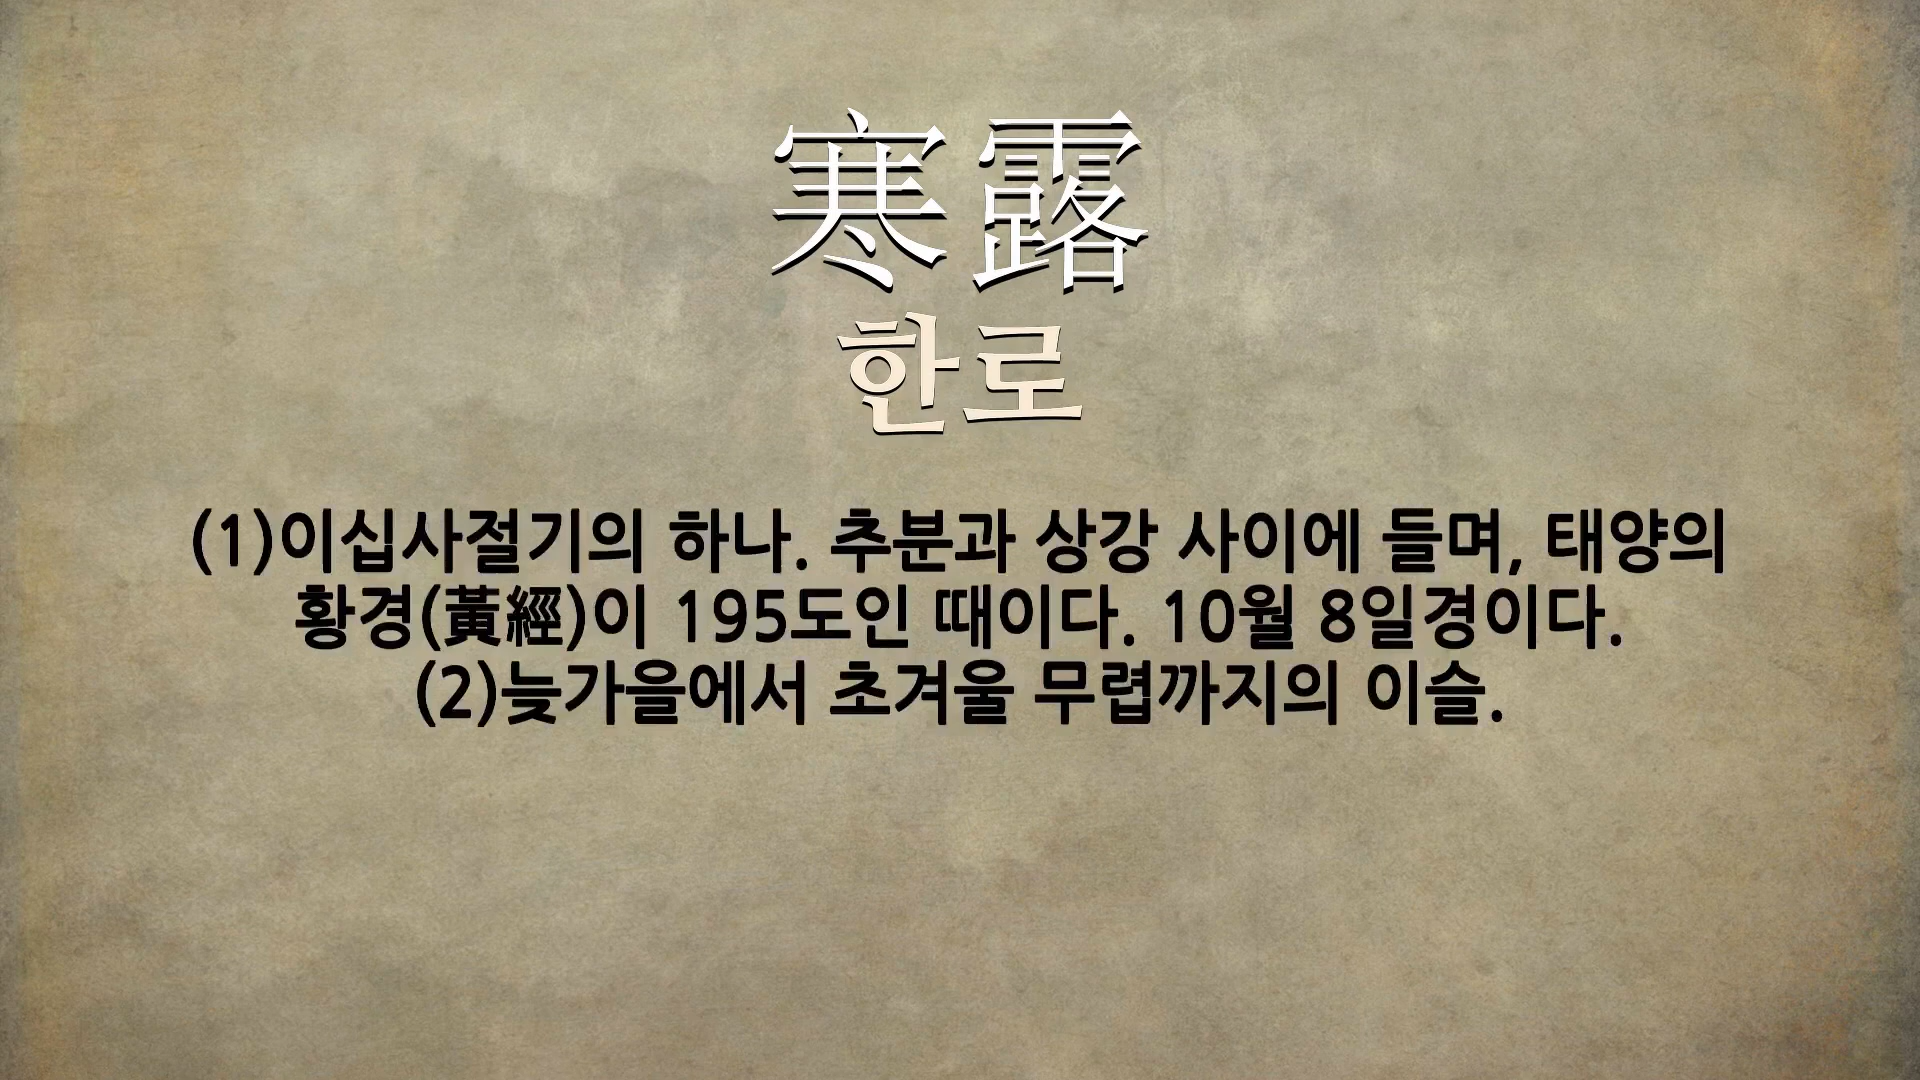 寒露
한로
(1)이십사절기의 하나. 추분과 상강 사이에 들며, 태양의
황경(黃經)이 195도인 때이다. 10월 8일경이다.
(2)늦가을에서 초겨울 무렵까지의 이슬.